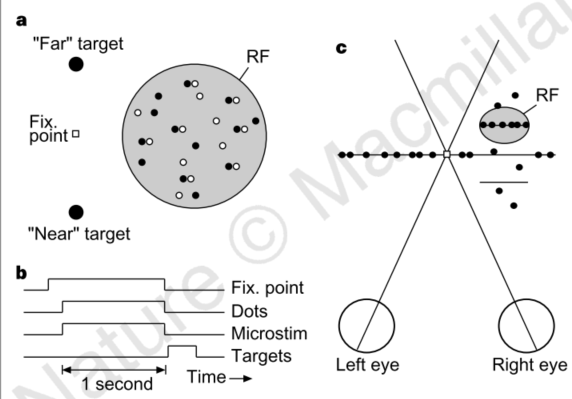 a
"Far" target
RF
Fix.
point
"Near" target
b
Fix. point
Dots
Microstim
Targets
1 second
Time
c
RF
Left eye
Right eye
Nature © Macmillan